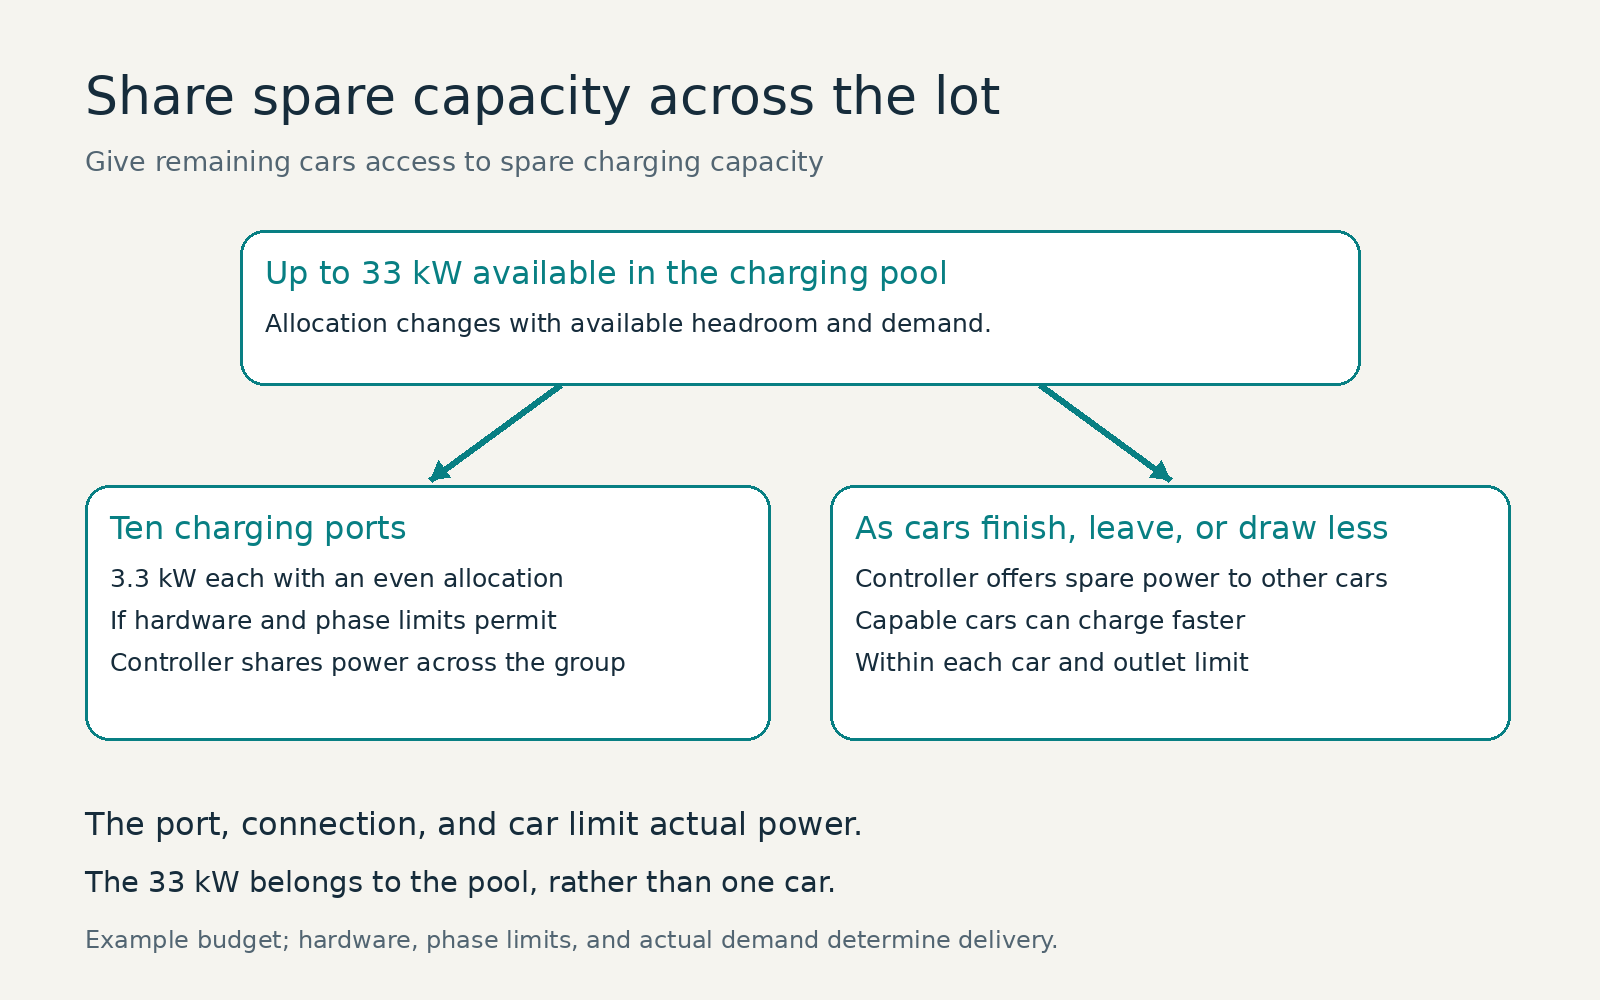 Share spare capacity across the lot
Give remaining cars access to spare charging capacity
Up to 33 kW available in the charging pool
Allocation changes with available headroom and demand.
Ten charging ports
3.3 kW each with an even allocation
If hardware and phase limits permit
Controller shares power across the group
As cars finish, leave, or draw less
Controller offers spare power to other cars
Capable cars can charge faster
Within each car and outlet limit
The port, connection, and car limit actual power.
The 33 kW belongs to the pool, rather than one car.
Example budget; hardware, phase limits, and actual demand determine delivery.